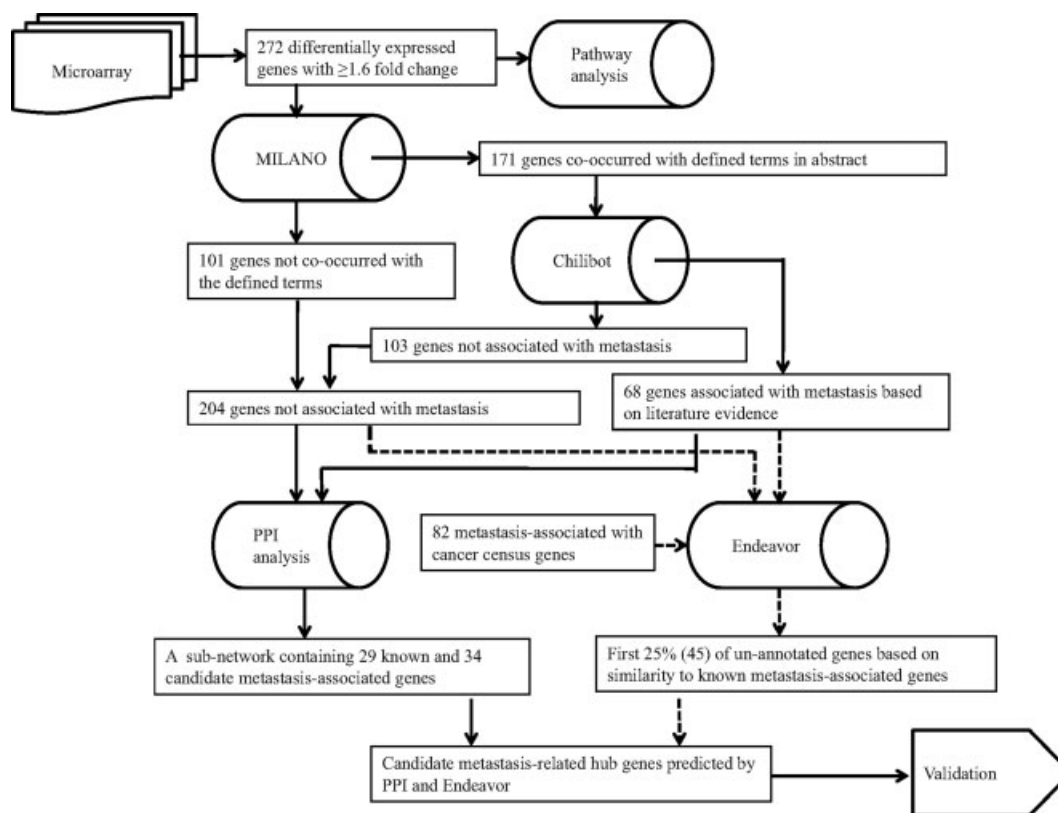 272 differentially expressed
genes with ≥1.6 fold change
Pathway
analysis
Microarray
MILANO
171 genes co-occurred with defined terms in abstract
101 genes not co-occurred with
the defined terms
Chilibot
103 genes not associated with metastasis
204 genes not associated with metastasis
68 genes associated with metastasis based
on literature evidence
PPI
analysis
82 metastasis-associated with
cancer census genes
Endeavor
A sub-network containing 29 known and 34
candidate metastasis-associated genes
First 25% (45) of un-annotated genes based on
similarity to known metastasis-associated genes
Candidate metastasis-related hub genes predicted by
PPI and Endeavor
Validation